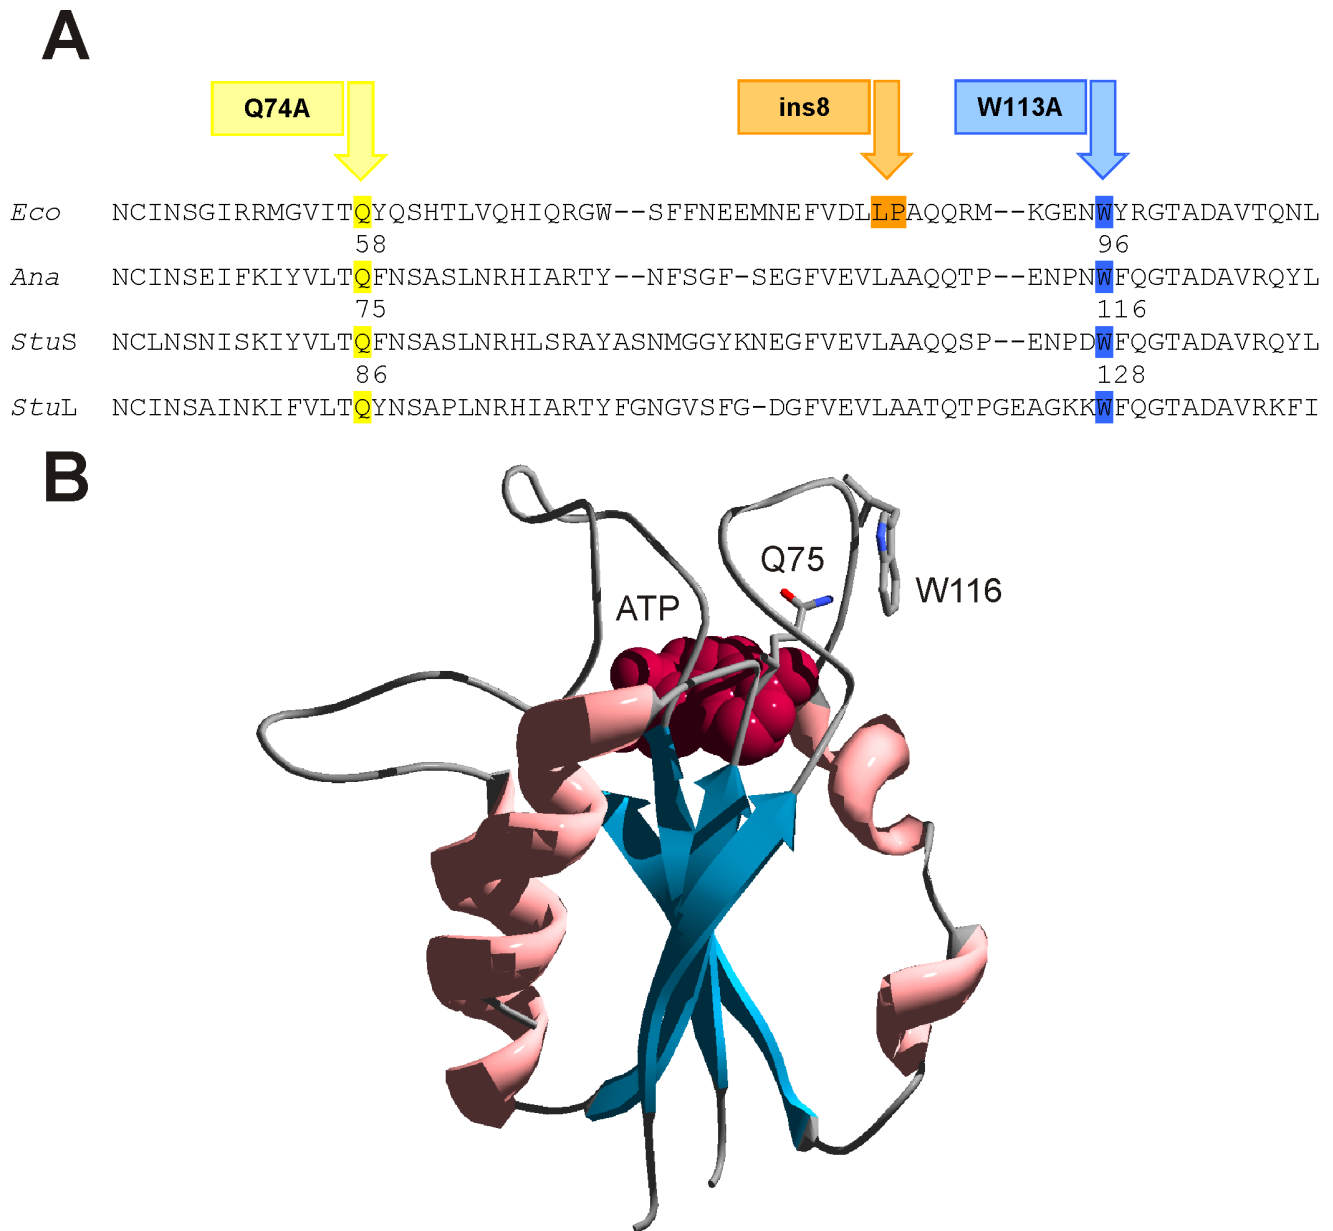 A
Q74A ins8 W113A
Eco NCINSGIRRMGVITQYQSHTLVQHIQRGW--SFFNEEMNEFVDLLPAQQRM--KGENWYRGTADAVTQNL
58 96
Ana NCINSEIFKIYVLTQFNSASLNRHIARTY--NFSGF-SEGFVEVLAAQQTP--ENPNWFQGTADAVRQYL
75 116
StuS NCLNSNISKIYVLTQFNSASLNRHLSRAYASNMGGYKNEGFVEVLAAQQSP--ENPDWFQGTADAVRQYL
86 128
StuL NCINSAINKIFVLTQYNSAPLNRHIARTYFGNGVSFG-DGFVEVLAATQTPGEAGKKWFQGTADAVRKFI
B
Q75
ATP
W116